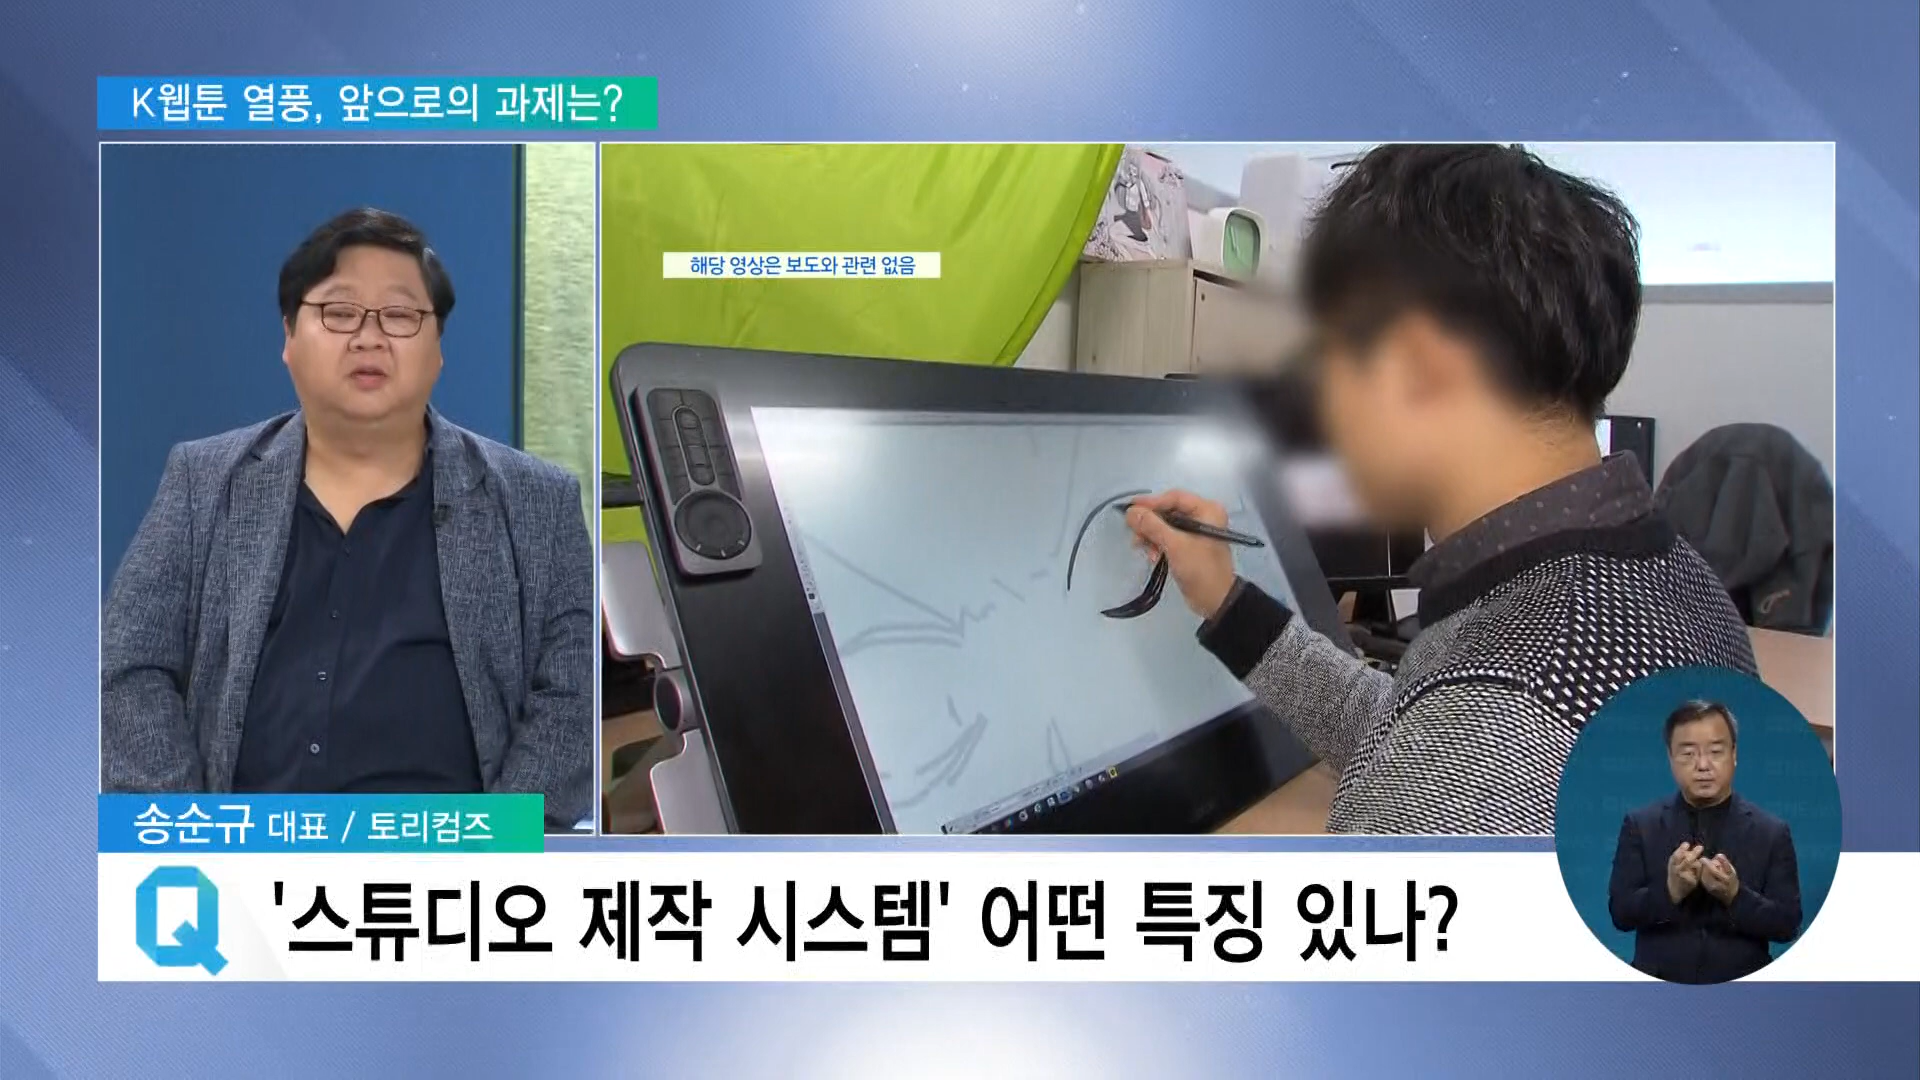 K웹툰 열풍, 앞으로의 과제는?
해당 영상은 보도와 관련 없음
송순규 대표 / 토리컴즈
Q '스튜디오 제작 시스템' 어떤 특징 있나?